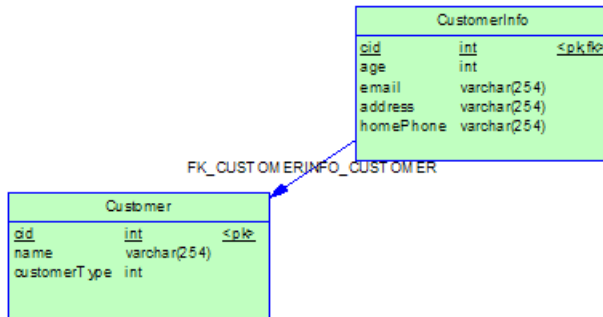 CustomerInfo
cid int <pk,fk>
age int
email varchar(254)
address varchar(254)
homePhone varchar(254)
FK_CUSTOMERINFO_CUSTOMER
Customer
cid int <pk>
name varchar(254)
customerType int